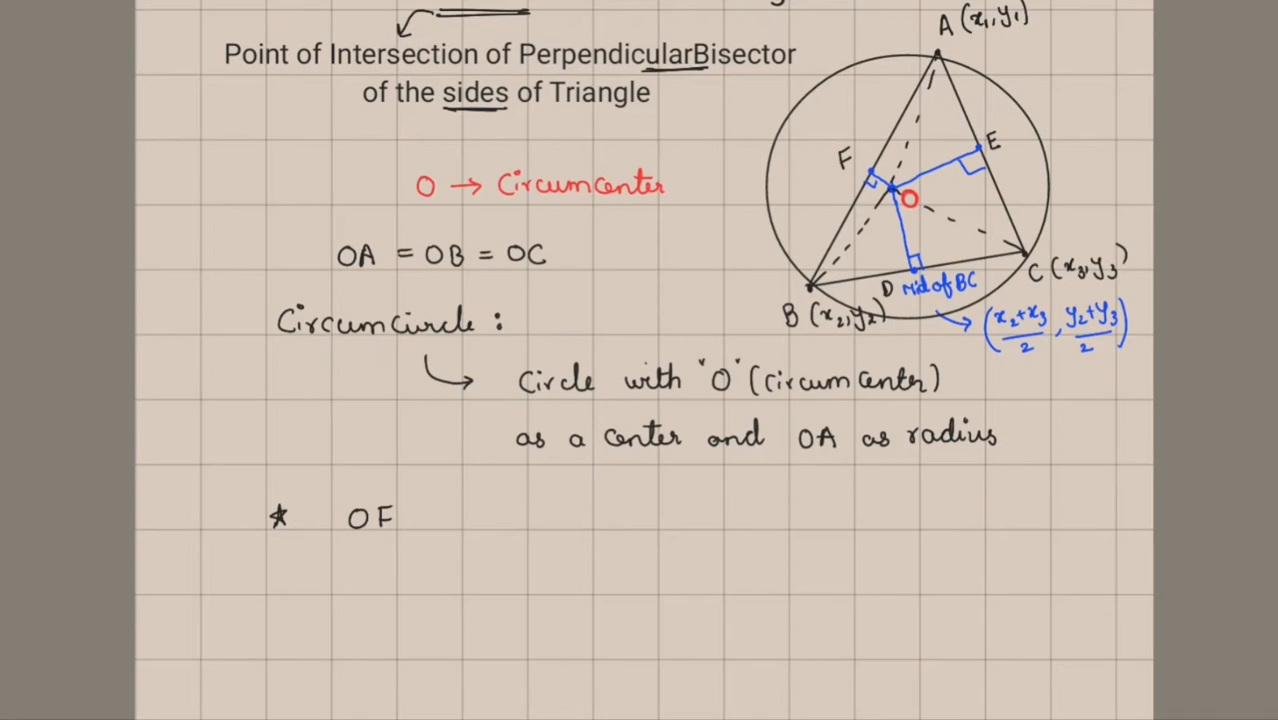 Point of Intersection of PerpendicularBisector
of the sides of Triangle
O → Circumcenter
OA = OB = OC
Circumcircle :
Circle with "O" (circumcenter)
as a center and OA as radius
* OF
A (x₁, y₁)
F
E
O
D Mid of BC
C (x₃, y₃)
B (x₂, y₂)
(x₂+x₃/2, y₂+y₃/2)